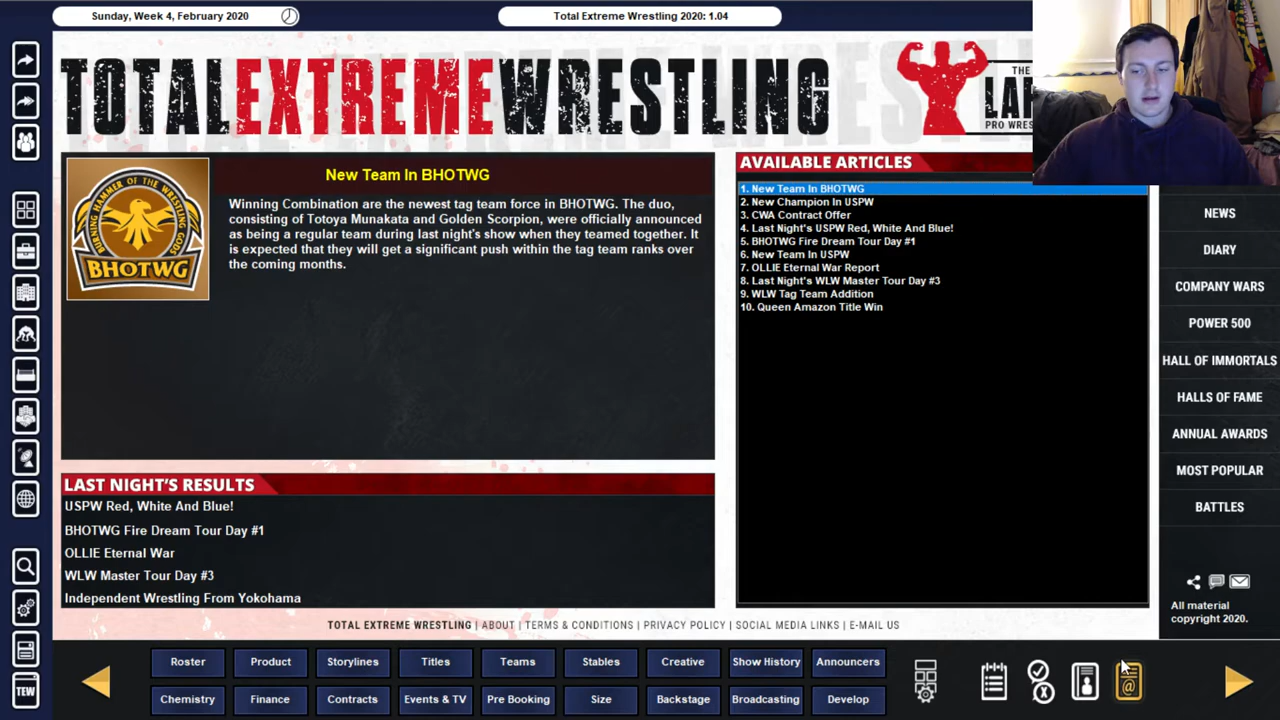 Sunday, Week 4, February 2020
Total Extreme Wrestling 2020: 1.04
TOTALEXTREMEWRESTLING
THE
PRO
BURNING HAMMER OF THE WRESTLING GODS
BHOTWG
New Team In BHOTWG
Winning Combination are the newest tag team force in BHOTWG. The duo,
consisting of Totoya Munakata and Golden Scorpion, were officially announced
as being a regular team during last night's show when they teamed together. It
is expected that they will get a significant push within the tag team ranks over
the coming months.
AVAILABLE ARTICLES
1. New Team In BHOTWG
2. New Champion In USPW
3. CWA Contract Offer
4. Last Night's USPW Red, White And Blue!
5. BHOTWG Fire Dream Tour Day #1
6. New Team In USPW
7. OLLIE Eternal War Report
8. Last Night's WLW Master Tour Day #3
9. WLW Tag Team Addition
10. Queen Amazon Title Win
NEWS
DIARY
COMPANY WARS
POWER 500
HALL OF IMMORTALS
HALLS OF FAME
ANNUAL AWARDS
MOST POPULAR
BATTLES
All material
copyright 2020.
LAST NIGHT'S RESULTS
USPW Red, White And Blue!
BHOTWG Fire Dream Tour Day #1
OLLIE Eternal War
WLW Master Tour Day #3
Independent Wrestling From Yokohama
TOTAL EXTREME WRESTLING | ABOUT | TERMS & CONDITIONS | PRIVACY POLICY | SOCIAL MEDIA LINKS | E-MAIL US
Roster Product Storylines Titles Teams Stables Creative Show History Announcers
Chemistry Finance Contracts Events & TV Pre Booking Size Backstage Broadcasting Develop
TEW